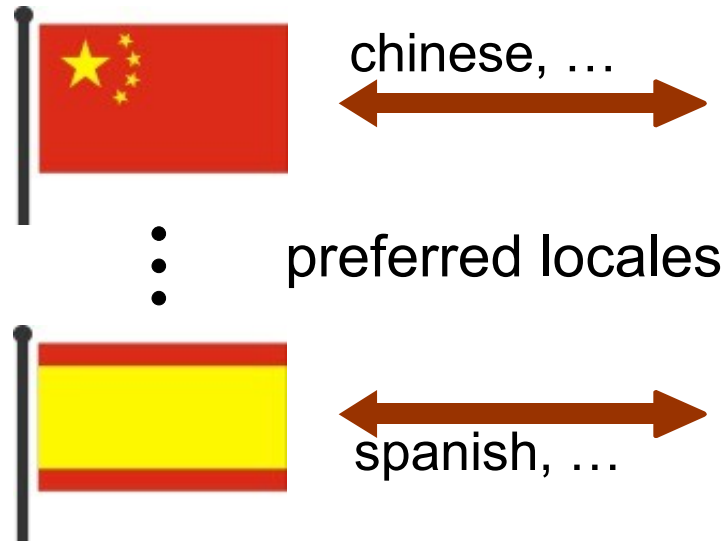 chinese, …
preferred locales
spanish, …